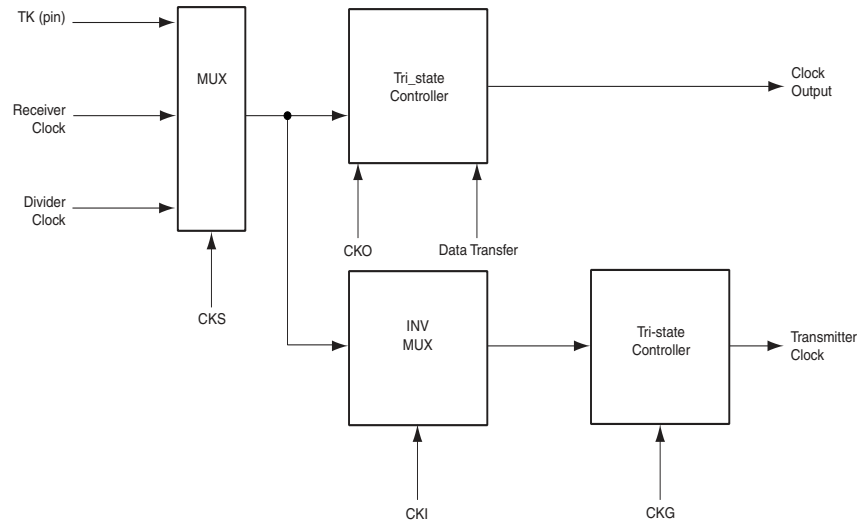 TK (pin)
MUX
Tri_state
Controller
Clock
Output
Receiver
Clock
Divider
Clock
CKO
Data Transfer
CKS
INV
MUX
Tri-state
Controller
Transmitter
Clock
CKI
CKG